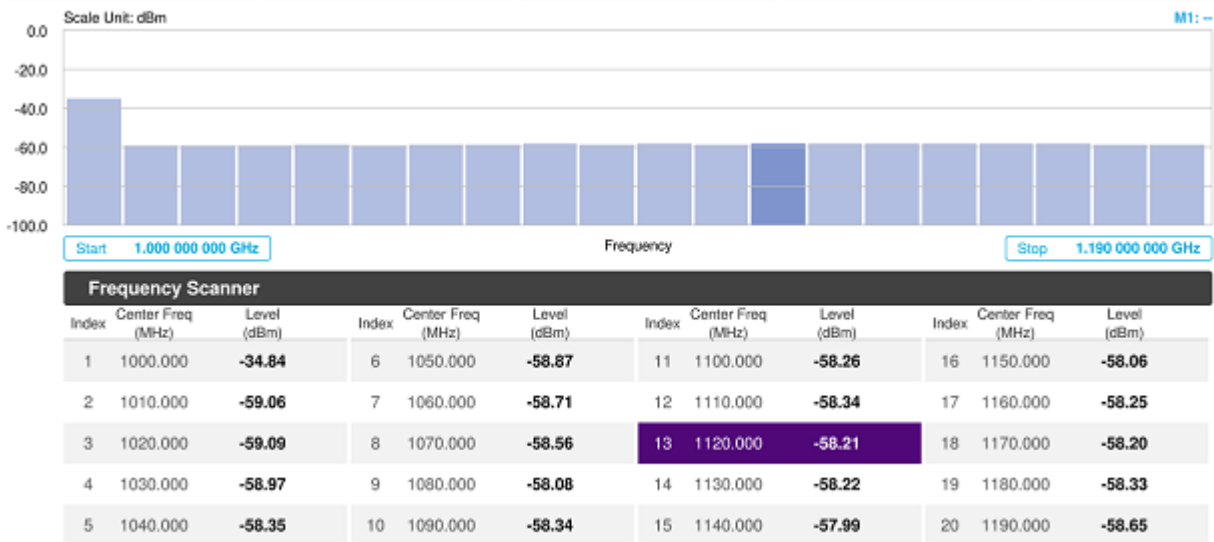 Scale Unit: dBm M1: --
0.0
-20.0
-40.0
-60.0
-80.0
-100.0
Start 1.000 000 000 GHz Frequency Stop 1.190 000 000 GHz
Frequency Scanner
Index Center Freq (MHz) Level (dBm) Index Center Freq (MHz) Level (dBm) Index Center Freq (MHz) Level (dBm) Index Center Freq (MHz) Level (dBm)
1 1000.000 -34.84 6 1050.000 -58.87 11 1100.000 -58.26 16 1150.000 -58.06
2 1010.000 -59.06 7 1060.000 -58.71 12 1110.000 -58.34 17 1160.000 -58.25
3 1020.000 -59.09 8 1070.000 -58.56 13 1120.000 -58.21 18 1170.000 -58.20
4 1030.000 -58.97 9 1080.000 -58.08 14 1130.000 -58.22 19 1180.000 -58.33
5 1040.000 -58.35 10 1090.000 -58.34 15 1140.000 -57.99 20 1190.000 -58.65